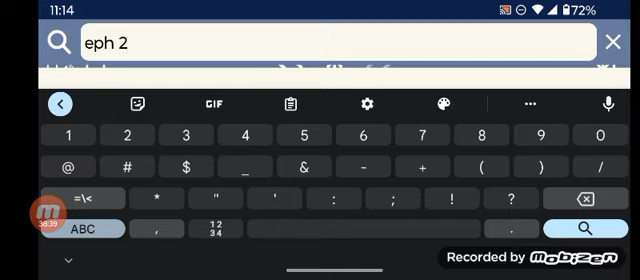 11:14
72%
eph 2
GIF
1 2 3 4 5 6 7 8 9 0
@ # $ _ & - + ( ) /
=\< * " ' : ; ! ?
38:39
ABC , 12 34 .
Recorded by mobizen